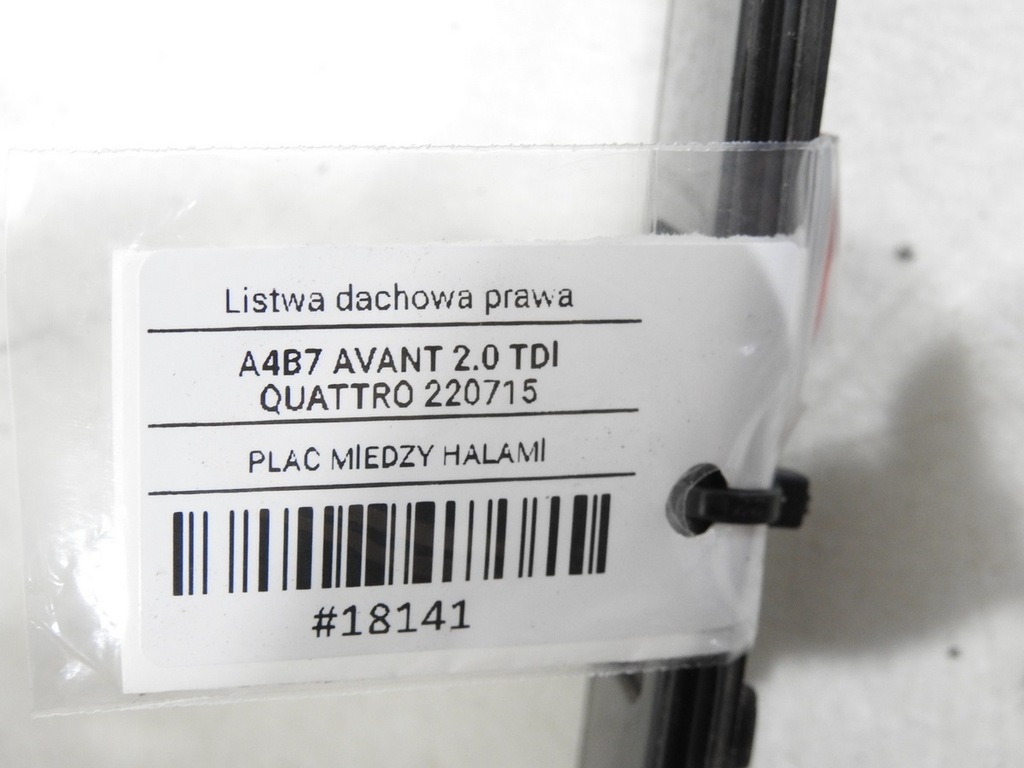 Listwa dachowa prawa
A4B7 AVANT 2.0 TDI
QUATTRO 220715
PLAC MIEDZY HALAMI
#18141